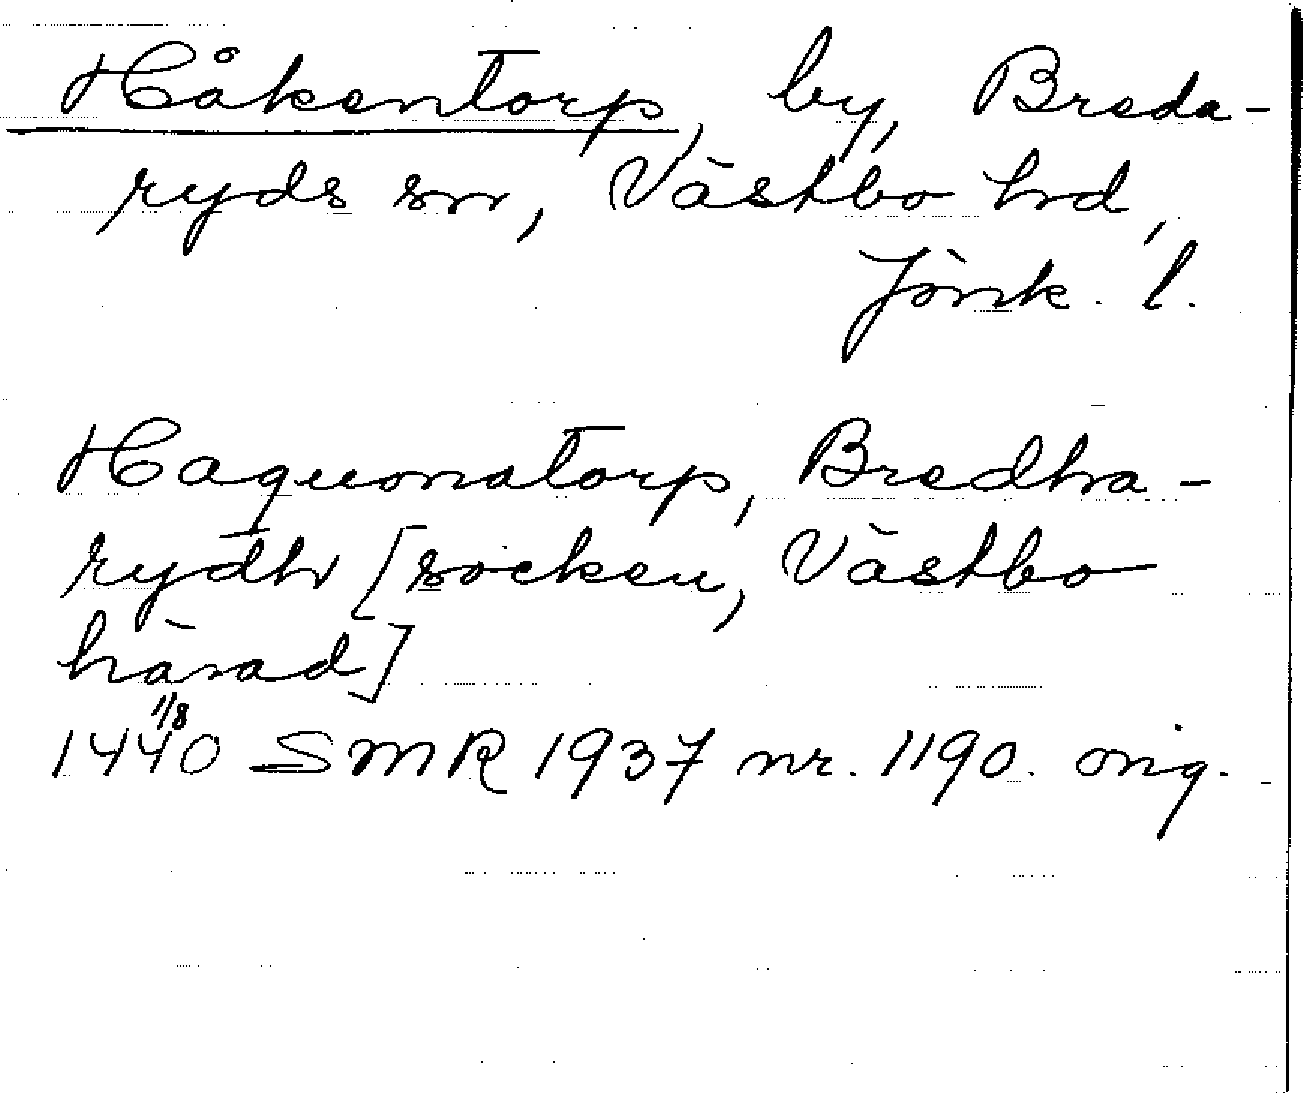 Håkentorp, by, Breda-
ryds sn, Västbo hd,
Jönk. l.
Haquonatorp, Bredha-
rydh [socken, Västbo
härad]
1440 1/8 SMR 1937 nr. 1190. orig.